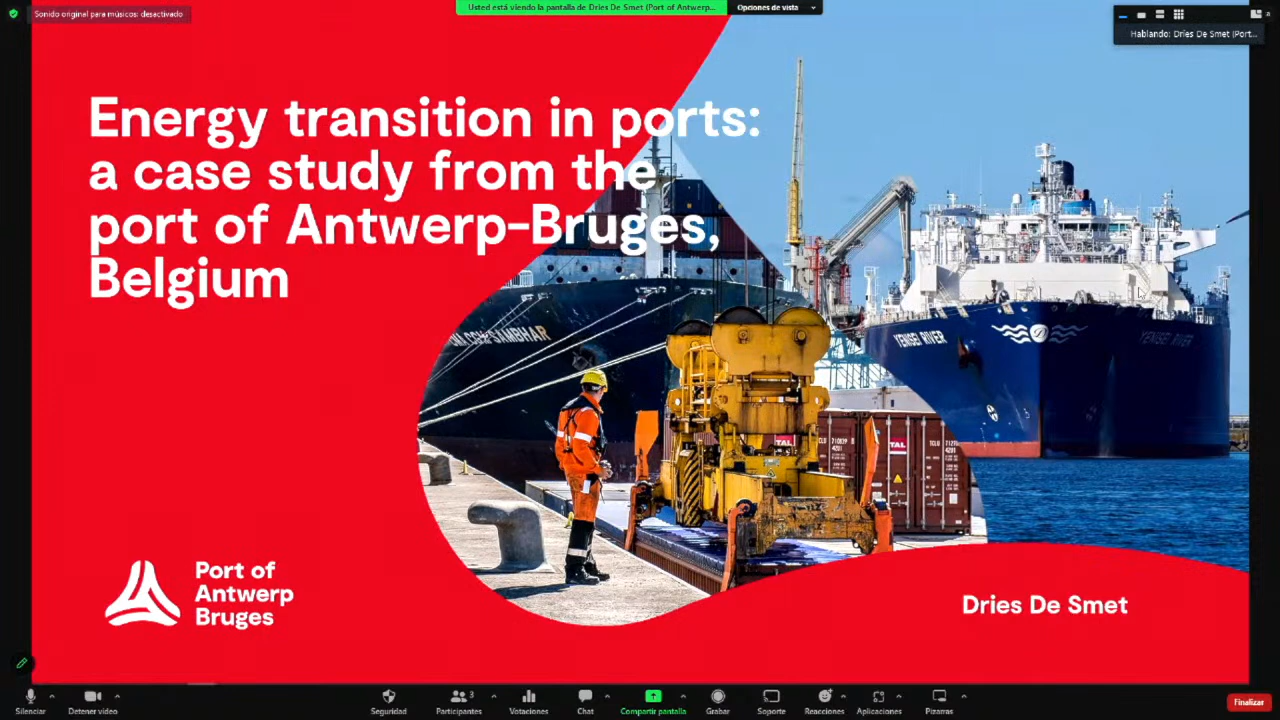 Sonido original para músicos: desactivado
Usted está viendo la pantalla de Dries De Smet (Port of Antwerp...
Opciones de vista
Hablando: Dries De Smet (Port...
Energy transition in ports:
a case study from the
port of Antwerp-Bruges,
Belgium
YENISEI RIVER
YENISEI RIVER
TAL
TAL
Port of
Antwerp
Bruges
Dries De Smet
Silenciar
Detener video
Seguridad
Participantes
3
Votaciones
Chat
Compartir pantalla
Grabar
Soporte
Reacciones
Aplicaciones
Pizarras
Finalizar